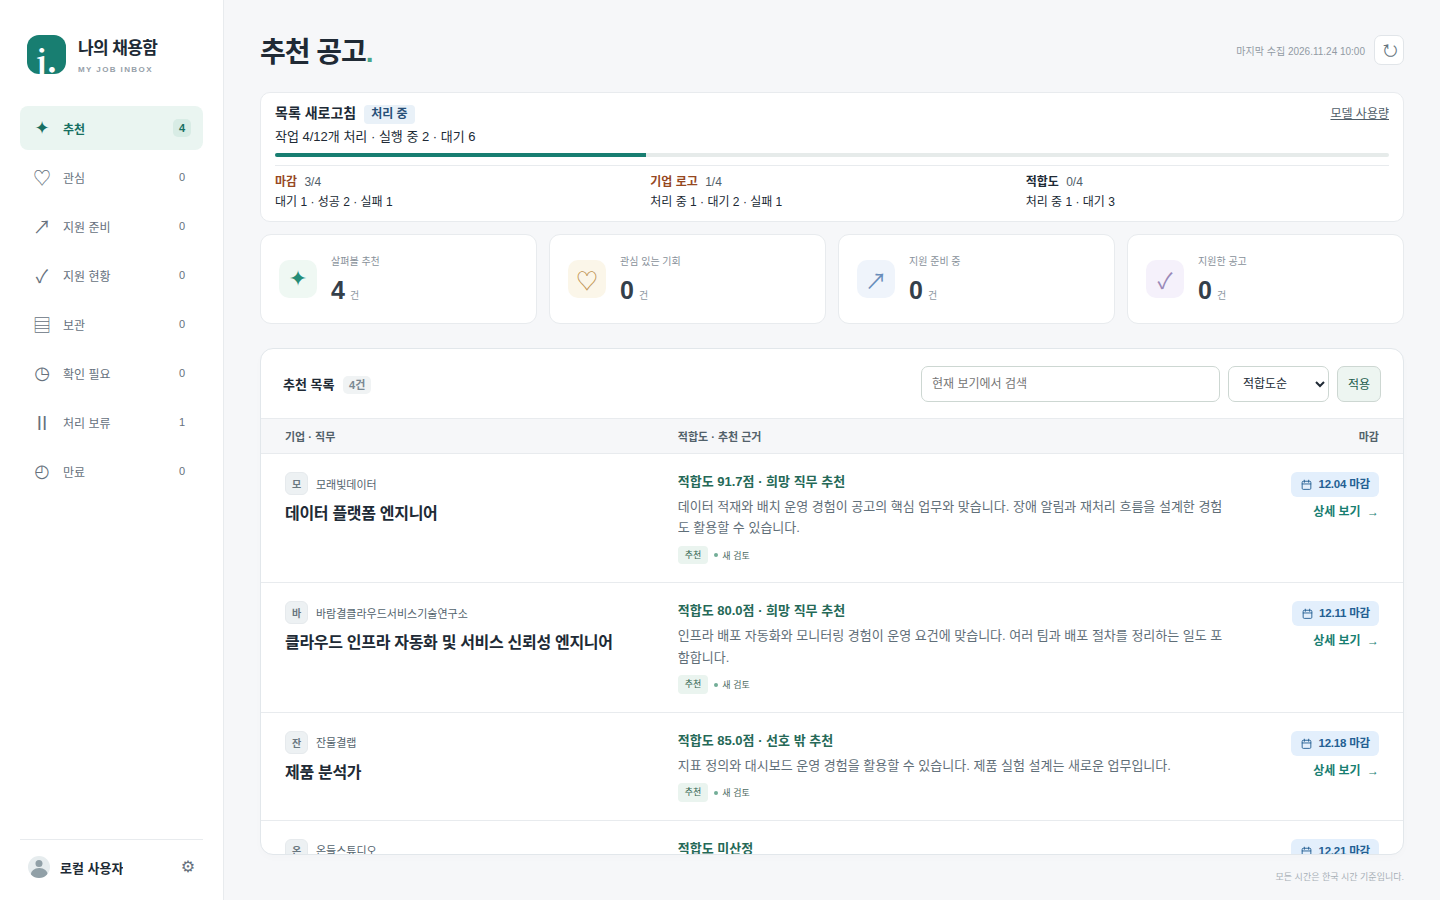 i.
나의 채용함
MY JOB INBOX
추천 4
관심 0
지원 준비 0
지원 현황 0
보관 0
확인 필요 0
처리 보류 1
만료 0
로컬 사용자
추천 공고.
마지막 수집 2026.11.24 10:00
목록 새로고침 처리 중
모델 사용량
작업 4/12개 처리 · 실행 중 2 · 대기 6
마감 3/4
대기 1 · 성공 2 · 실패 1
기업 로고 1/4
처리 중 1 · 대기 2 · 실패 1
적합도 0/4
처리 중 1 · 대기 3
살펴볼 추천
4 건
관심 있는 기회
0 건
지원 준비 중
0 건
지원한 공고
0 건
추천 목록 4건
현재 보기에서 검색
적합도순
적용
기업 · 직무
적합도 · 추천 근거
마감
모 모래빛데이터
데이터 플랫폼 엔지니어
적합도 91.7점 · 희망 직무 추천
데이터 적재와 배치 운영 경험이 공고의 핵심 업무와 맞습니다. 장애 알림과 재처리 흐름을 설계한 경험
도 활용할 수 있습니다.
추천 새 검토
12.04 마감
상세 보기 →
바 바람결클라우드서비스기술연구소
클라우드 인프라 자동화 및 서비스 신뢰성 엔지니어
적합도 80.0점 · 희망 직무 추천
인프라 배포 자동화와 모니터링 경험이 운영 요건에 맞습니다. 여러 팀과 배포 절차를 정리하는 일도 포
함합니다.
추천 새 검토
12.11 마감
상세 보기 →
잔 잔물결랩
제품 분석가
적합도 85.0점 · 선호 밖 추천
지표 정의와 대시보드 운영 경험을 활용할 수 있습니다. 제품 실험 설계는 새로운 업무입니다.
추천 새 검토
12.18 마감
상세 보기 →
온 온들스튜디오
적합도 미산정
12.21 마감
모든 시간은 한국 시간 기준입니다.